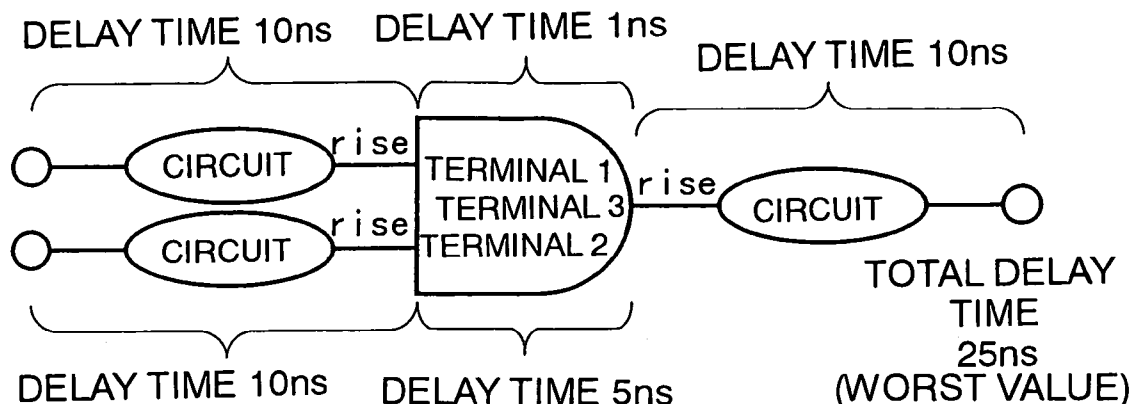 DELAY TIME 10ns
DELAY TIME 1ns
DELAY TIME 10ns
rise
CIRCUIT
TERMINAL 1
rise
TERMINAL 3
CIRCUIT
rise
CIRCUIT
TERMINAL 2
TOTAL DELAY
TIME
25ns
(WORST VALUE)
DELAY TIME 10ns
DELAY TIME 5ns